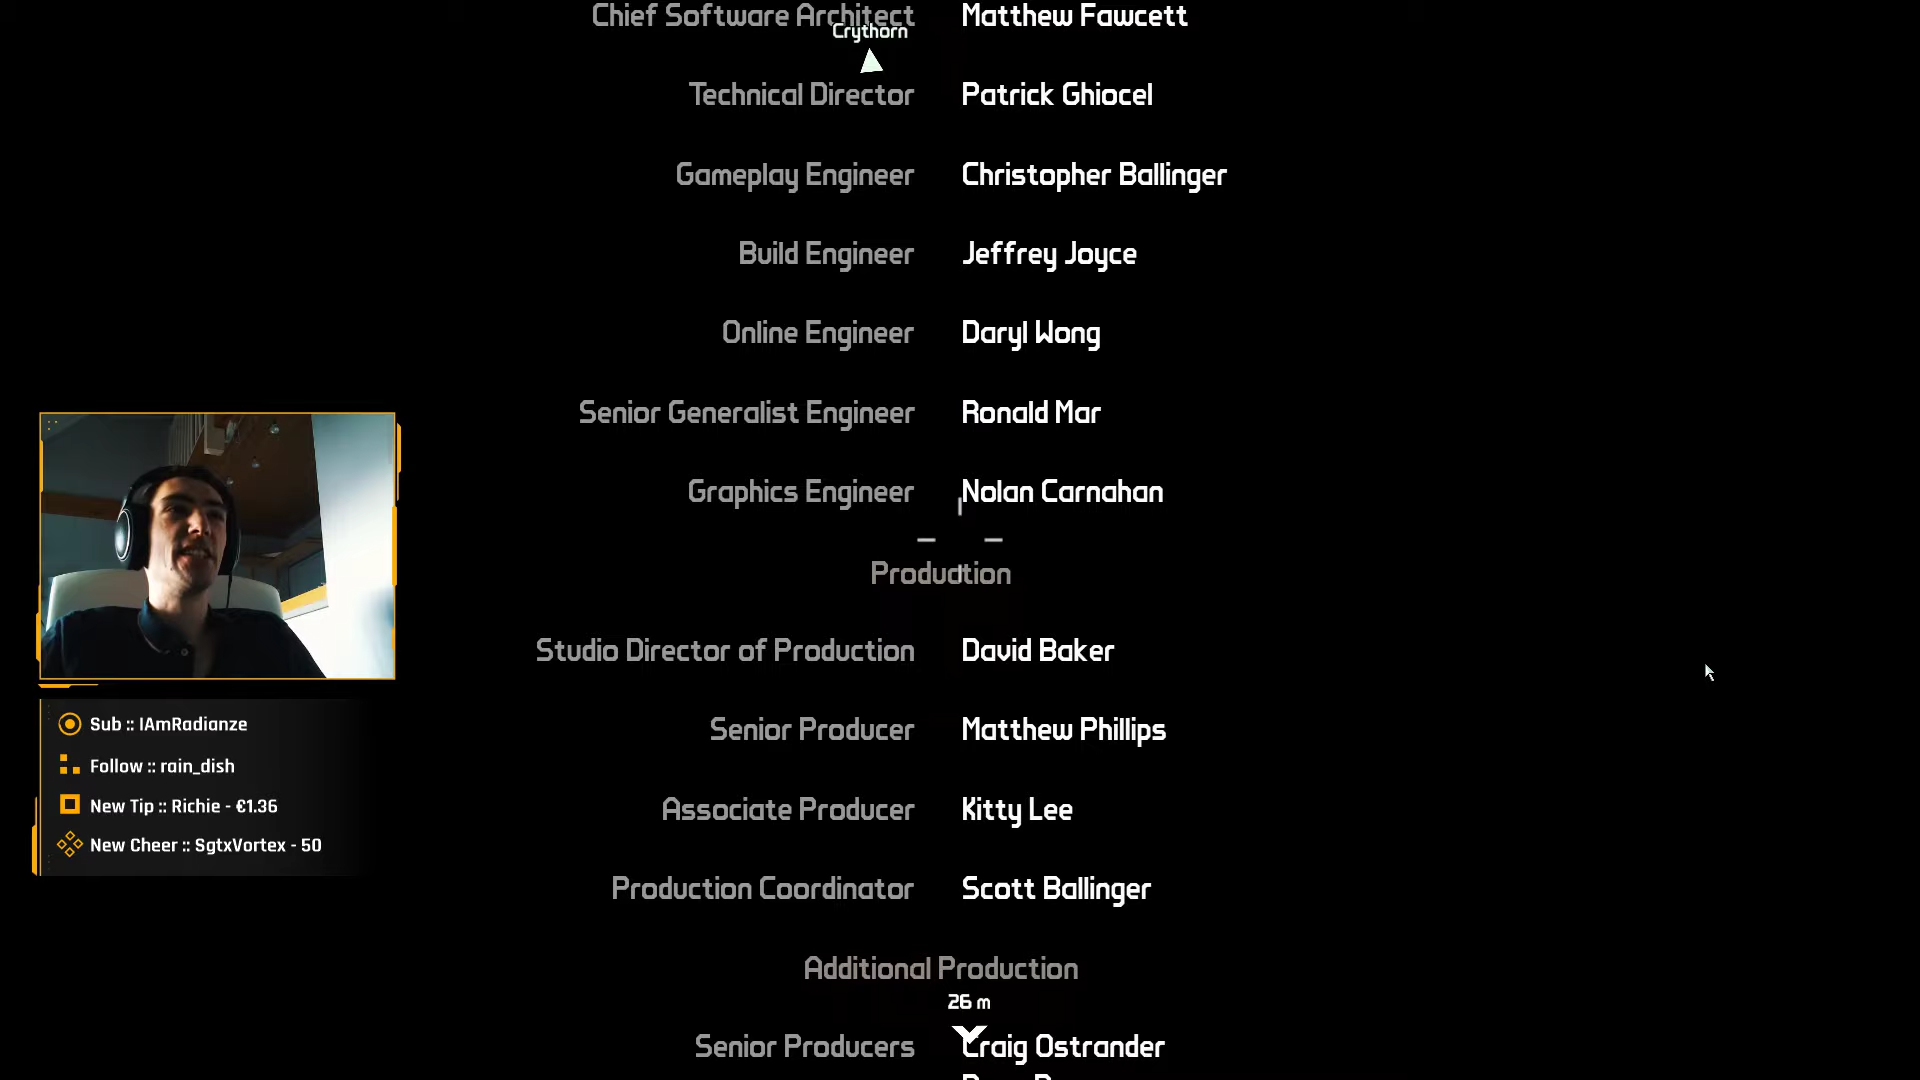 Chief Software Architect Matthew Fawcett
Crythorn
Technical Director Patrick Ghiocel
Gameplay Engineer Christopher Ballinger
Build Engineer Jeffrey Joyce
Online Engineer Daryl Wong
Senior Generalist Engineer Ronald Mar
Graphics Engineer Nolan Carnahan
Production
Studio Director of Production David Baker
Senior Producer Matthew Phillips
Associate Producer Kitty Lee
Production Coordinator Scott Ballinger
Additional Production
26 m
Senior Producers Craig Ostrander
Sub :: IAmRadianze
Follow :: rain_dish
New Tip :: Richie - €1.36
New Cheer :: SgtxVortex - 50